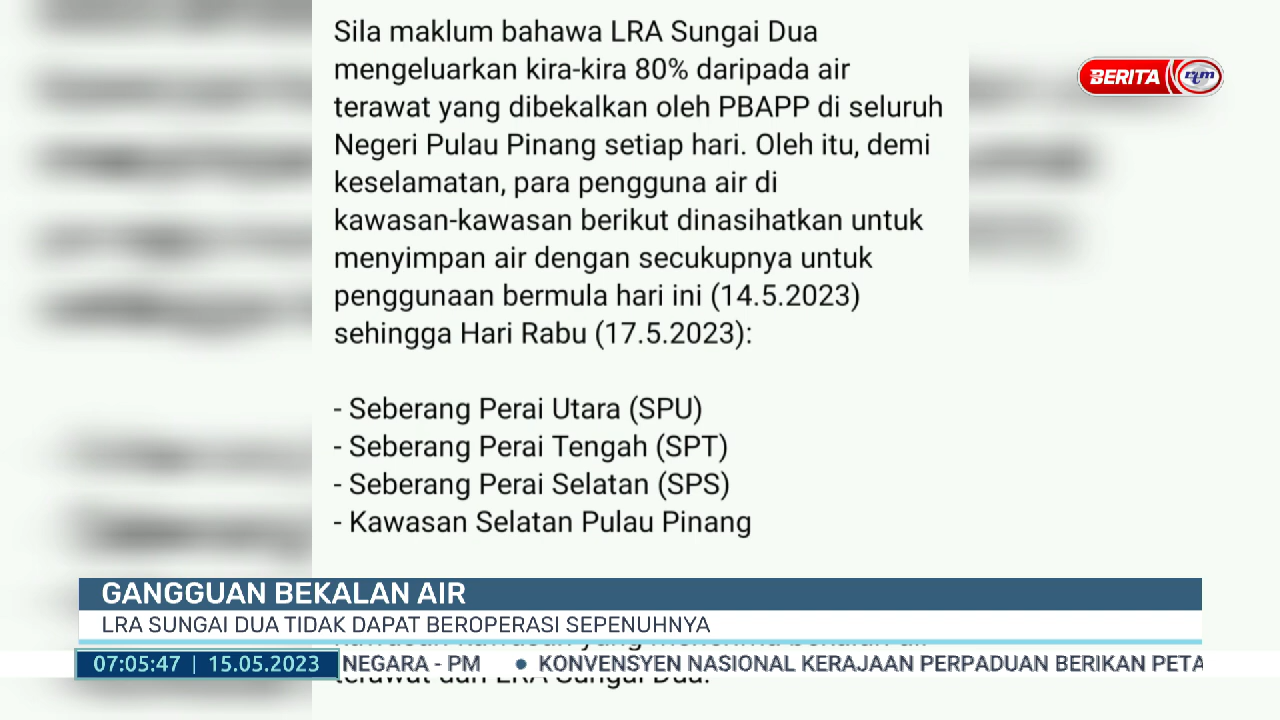 Sila maklum bahawa LRA Sungai Dua
mengeluarkan kira-kira 80% daripada air
terawat yang dibekalkan oleh PBAPP di seluruh
Negeri Pulau Pinang setiap hari. Oleh itu, demi
keselamatan, para pengguna air di
kawasan-kawasan berikut dinasihatkan untuk
menyimpan air dengan secukupnya untuk
penggunaan bermula hari ini (14.5.2023)
sehingga Hari Rabu (17.5.2023):
- Seberang Perai Utara (SPU)
- Seberang Perai Tengah (SPT)
- Seberang Perai Selatan (SPS)
- Kawasan Selatan Pulau Pinang
BERITA rtm
GANGGUAN BEKALAN AIR
LRA SUNGAI DUA TIDAK DAPAT BEROPERASI SEPENUHNYA
07:05:47 | 15.05.2023 NEGARA - PM • KONVENSYEN NASIONAL KERAJAAN PERPADUAN BERIKAN PETA